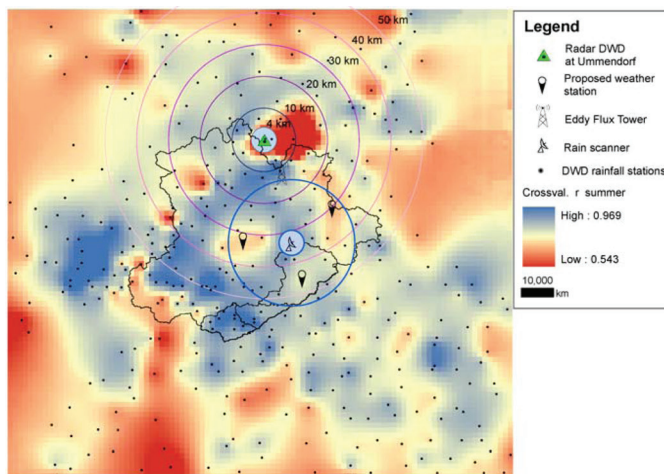 50 km
40 km
30 km
20 km
10 km
4 km
Legend
Radar DWD
at Ummendorf
Proposed weather
station
Eddy Flux Tower
Rain scanner
DWD rainfall stations
Crossval. r summer
High : 0.969
Low : 0.543
10,000
km